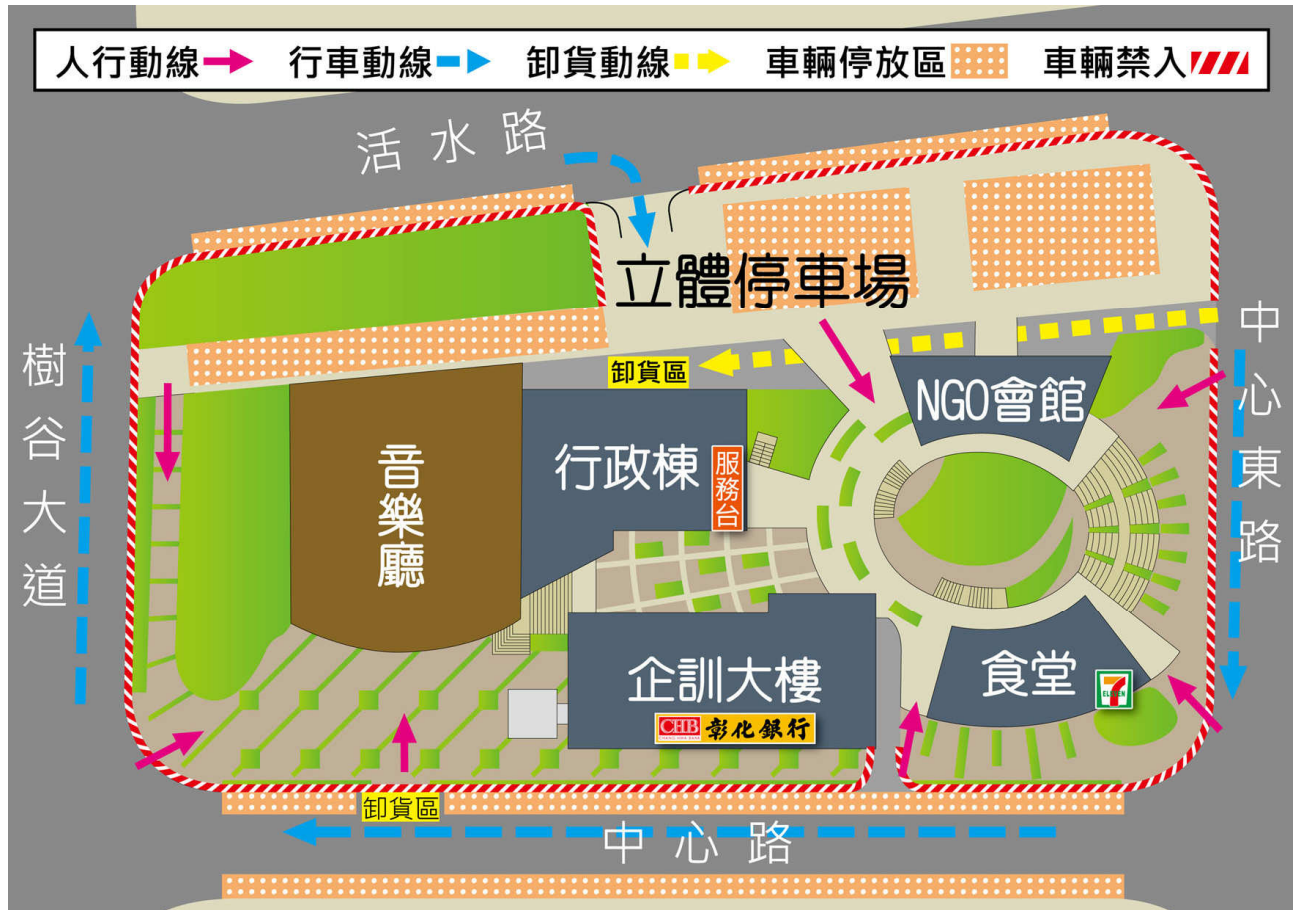 人行動線 行車動線 卸貨動線 車輛停放區 車輛禁入
活水路
立體停車場
中心東路
樹谷大道
卸貨區
NGO會館
音樂廳
行政棟
服務台
企訓大樓
CHB 彰化銀行
食堂
7
ELEVEN
卸貨區
中心路